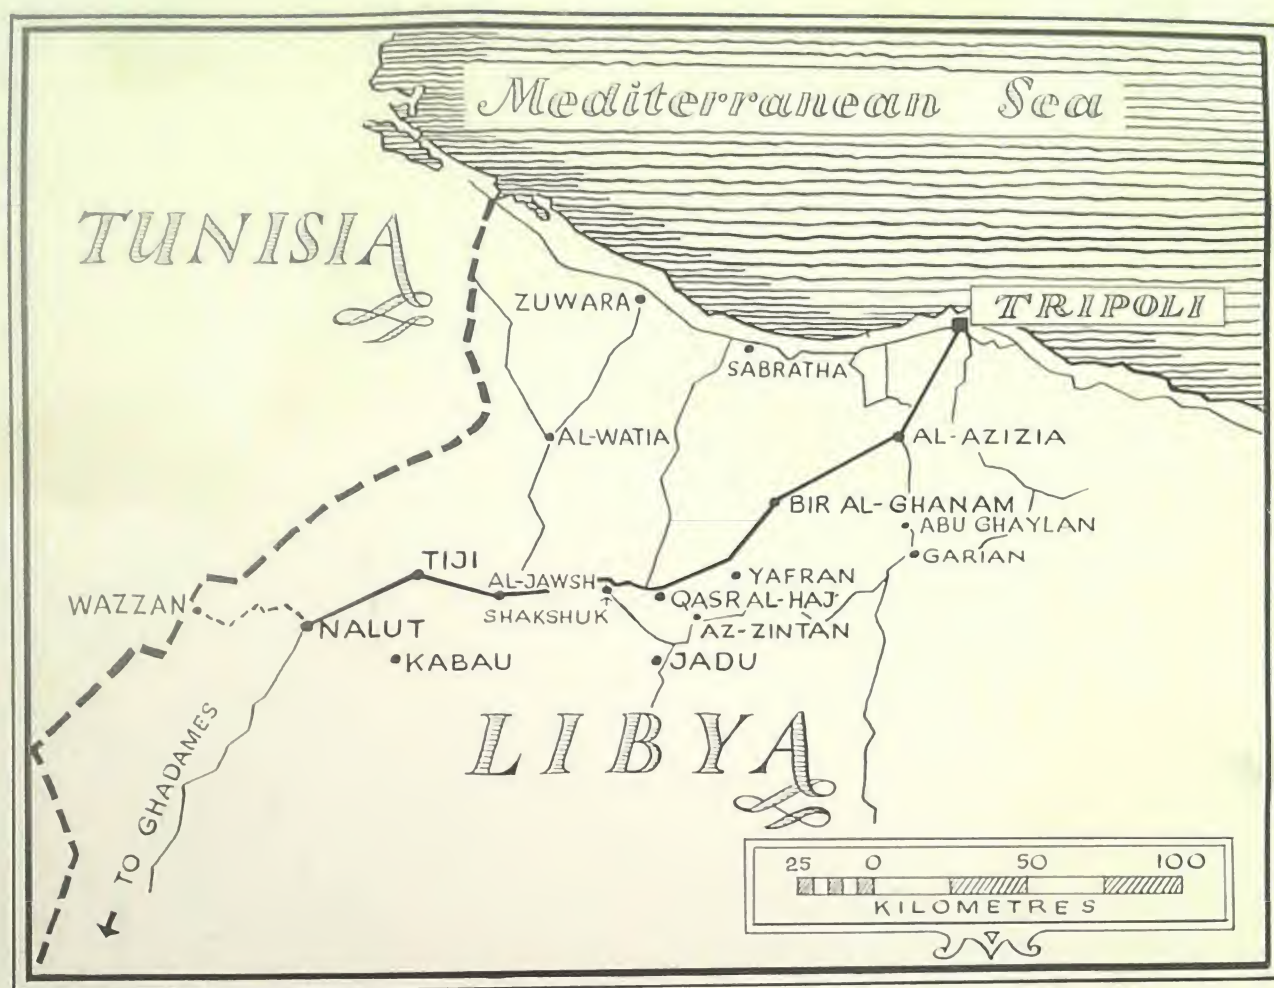 Mediterranean Sea
TUNISIA
ZUWARA
TRIPOLI
SABRATHA
AL-WATIA
AL-AZIZIA
BIR AL-GHANAM
ABU GHAYLAN
GARIAN
TIJI
AL-JAWSH
YAFRAN
WAZZAN
SHAKSHUK
QASR AL-HAJ
NALUT
AZ-ZINTAN
KABAU
JADU
LIBYA
TO GHADAMES
25 0 50 100
KILOMETRES